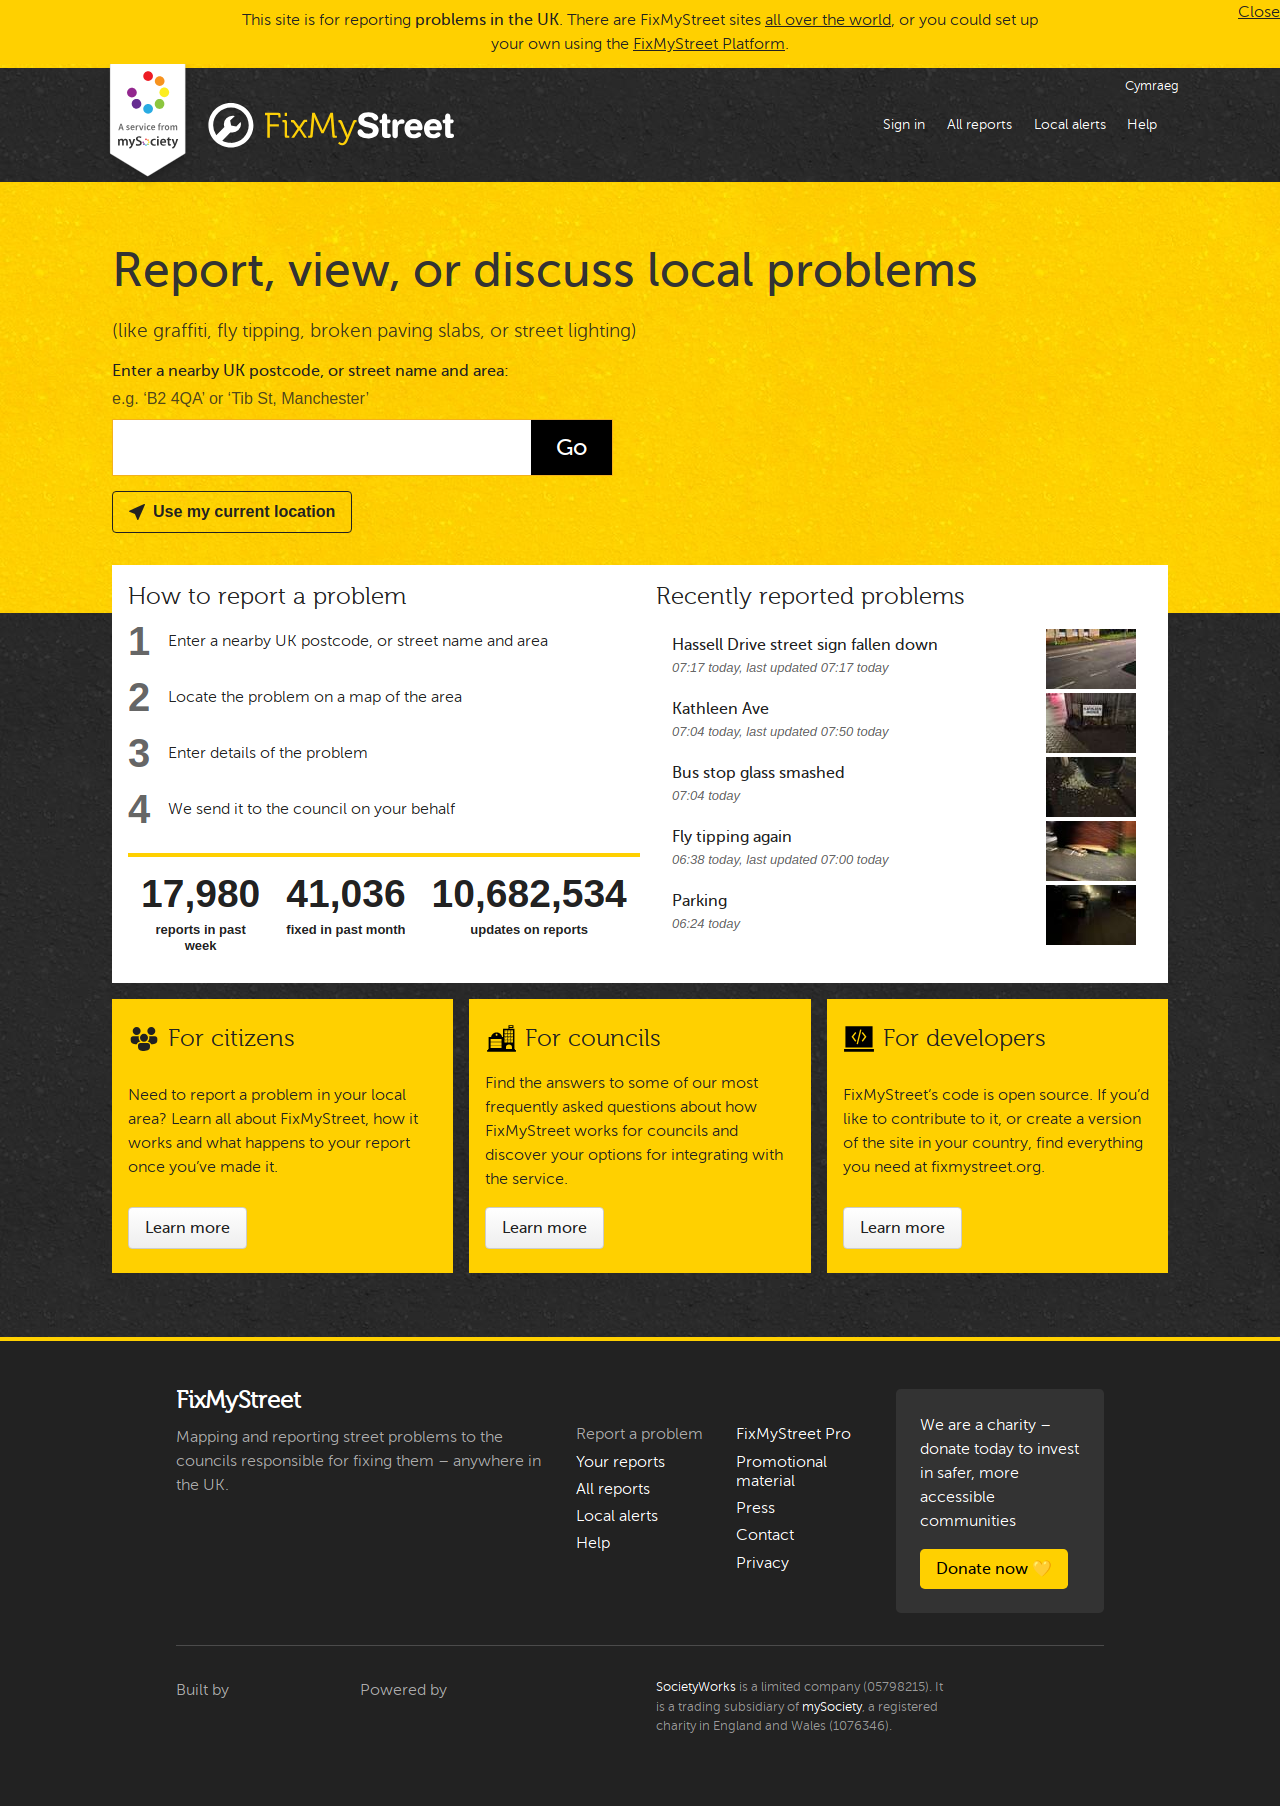 This site is for reporting problems in the UK. There are FixMyStreet sites all over the world, or you could set up
your own using the FixMyStreet Platform.
Close
Cymraeg
A service from
mySociety
FixMyStreet
Sign in
All reports
Local alerts
Help
Report, view, or discuss local problems
(like graffiti, fly tipping, broken paving slabs, or street lighting)
Enter a nearby UK postcode, or street name and area:
e.g. ‘B2 4QA’ or ‘Tib St, Manchester’
Go
Use my current location
How to report a problem
1 Enter a nearby UK postcode, or street name and area
2 Locate the problem on a map of the area
3 Enter details of the problem
4 We send it to the council on your behalf
17,980
reports in past
week
41,036
fixed in past month
10,682,534
updates on reports
Recently reported problems
Hassell Drive street sign fallen down
07:17 today, last updated 07:17 today
Kathleen Ave
07:04 today, last updated 07:50 today
Bus stop glass smashed
07:04 today
Fly tipping again
06:38 today, last updated 07:00 today
Parking
06:24 today
For citizens
Need to report a problem in your local
area? Learn all about FixMyStreet, how it
works and what happens to your report
once you’ve made it.
Learn more
For councils
Find the answers to some of our most
frequently asked questions about how
FixMyStreet works for councils and
discover your options for integrating with
the service.
Learn more
For developers
FixMyStreet’s code is open source. If you’d
like to contribute to it, or create a version
of the site in your country, find everything
you need at fixmystreet.org.
Learn more
FixMyStreet
Mapping and reporting street problems to the
councils responsible for fixing them – anywhere in
the UK.
Report a problem
Your reports
All reports
Local alerts
Help
FixMyStreet Pro
Promotional
material
Press
Contact
Privacy
We are a charity –
donate today to invest
in safer, more
accessible
communities
Donate now 💛
Built by
Powered by
SocietyWorks is a limited company (05798215). It
is a trading subsidiary of mySociety, a registered
charity in England and Wales (1076346).